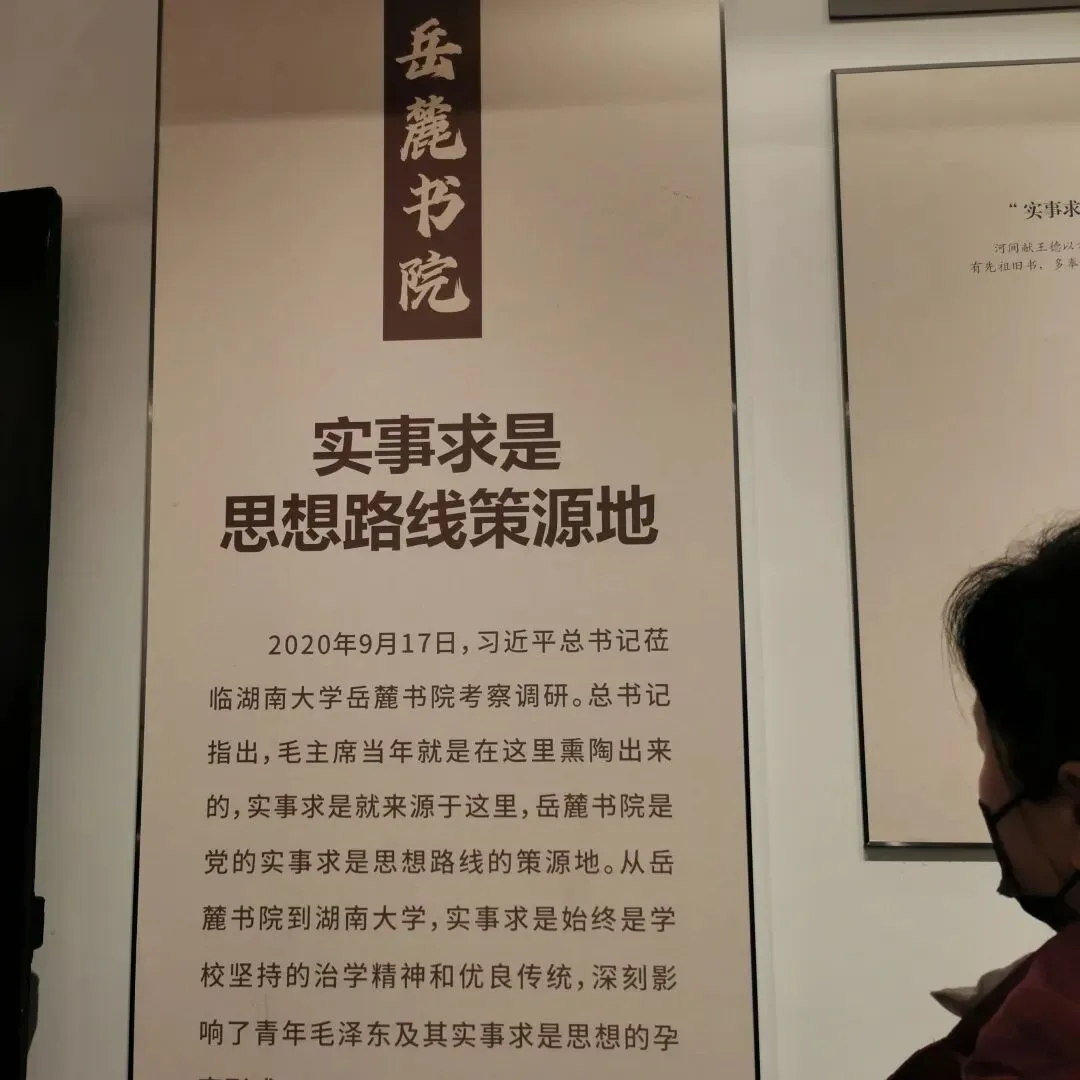 岳麓书院
实事求是
思想路线策源地
2020年9月17日，习近平总书记莅
临湖南大学岳麓书院考察调研。总书记
指出，毛主席当年就是在这里熏陶出来
的，实事求是就来源于这里，岳麓书院是
党的实事求是思想路线的策源地。从岳
麓书院到湖南大学，实事求是始终是学
校坚持的治学精神和优良传统，深刻影
响了青年毛泽东及其实事求是思想的孕
“实事求
河间献王德以
有先祖旧书，多奉